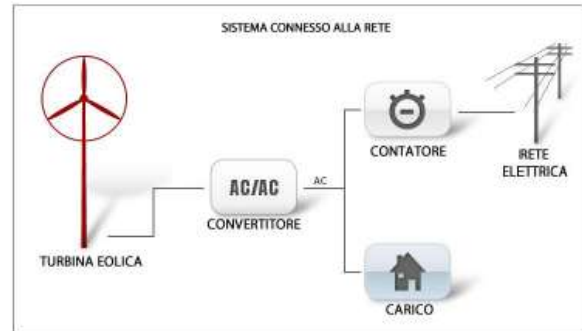 SISTEMA CONNESSO ALLA RETE
AC/AC
CONVERTITORE
AC
CONTATORE
RETE
ELETTRICA
TURBINA EOLICA
CARICO